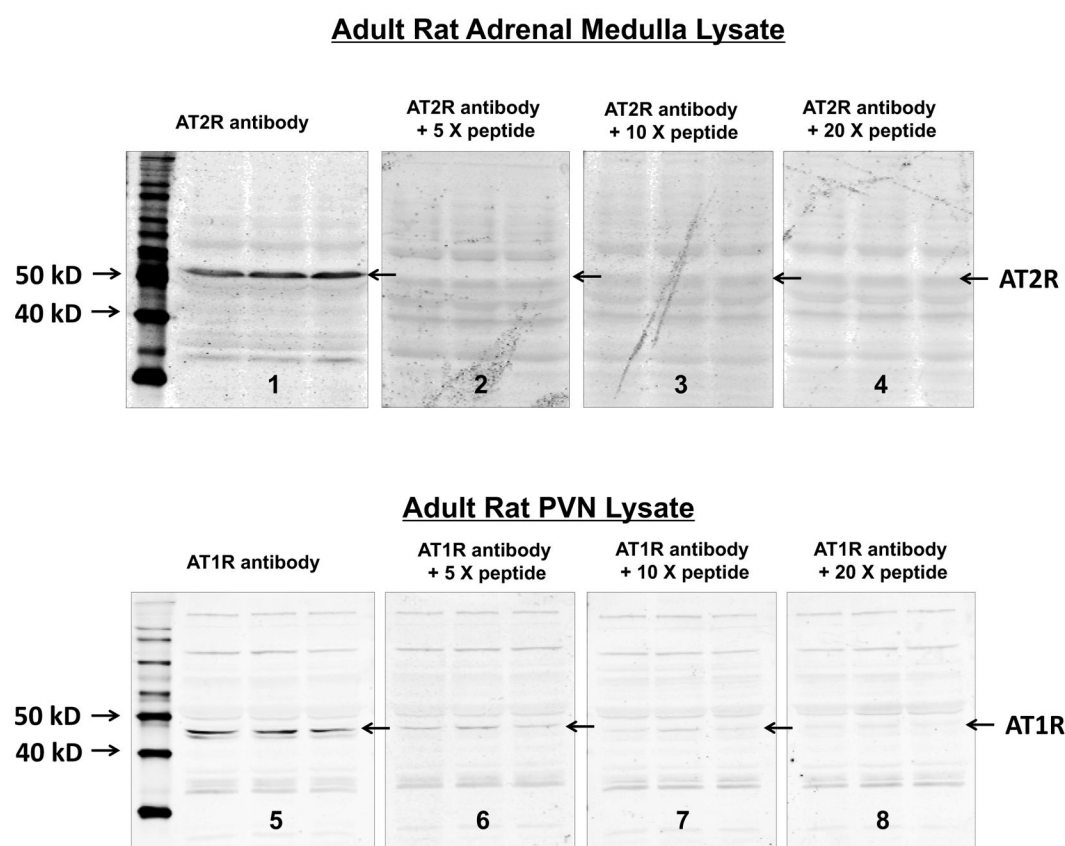 Adult Rat Adrenal Medulla Lysate
AT2R antibody
AT2R antibody
+ 5 X peptide
AT2R antibody
+ 10 X peptide
AT2R antibody
+ 20 X peptide
50 kD →
40 kD →
← AT2R
1
2
3
4
Adult Rat PVN Lysate
AT1R antibody
AT1R antibody
+ 5 X peptide
AT1R antibody
+ 10 X peptide
AT1R antibody
+ 20 X peptide
50 kD →
40 kD →
← AT1R
5
6
7
8